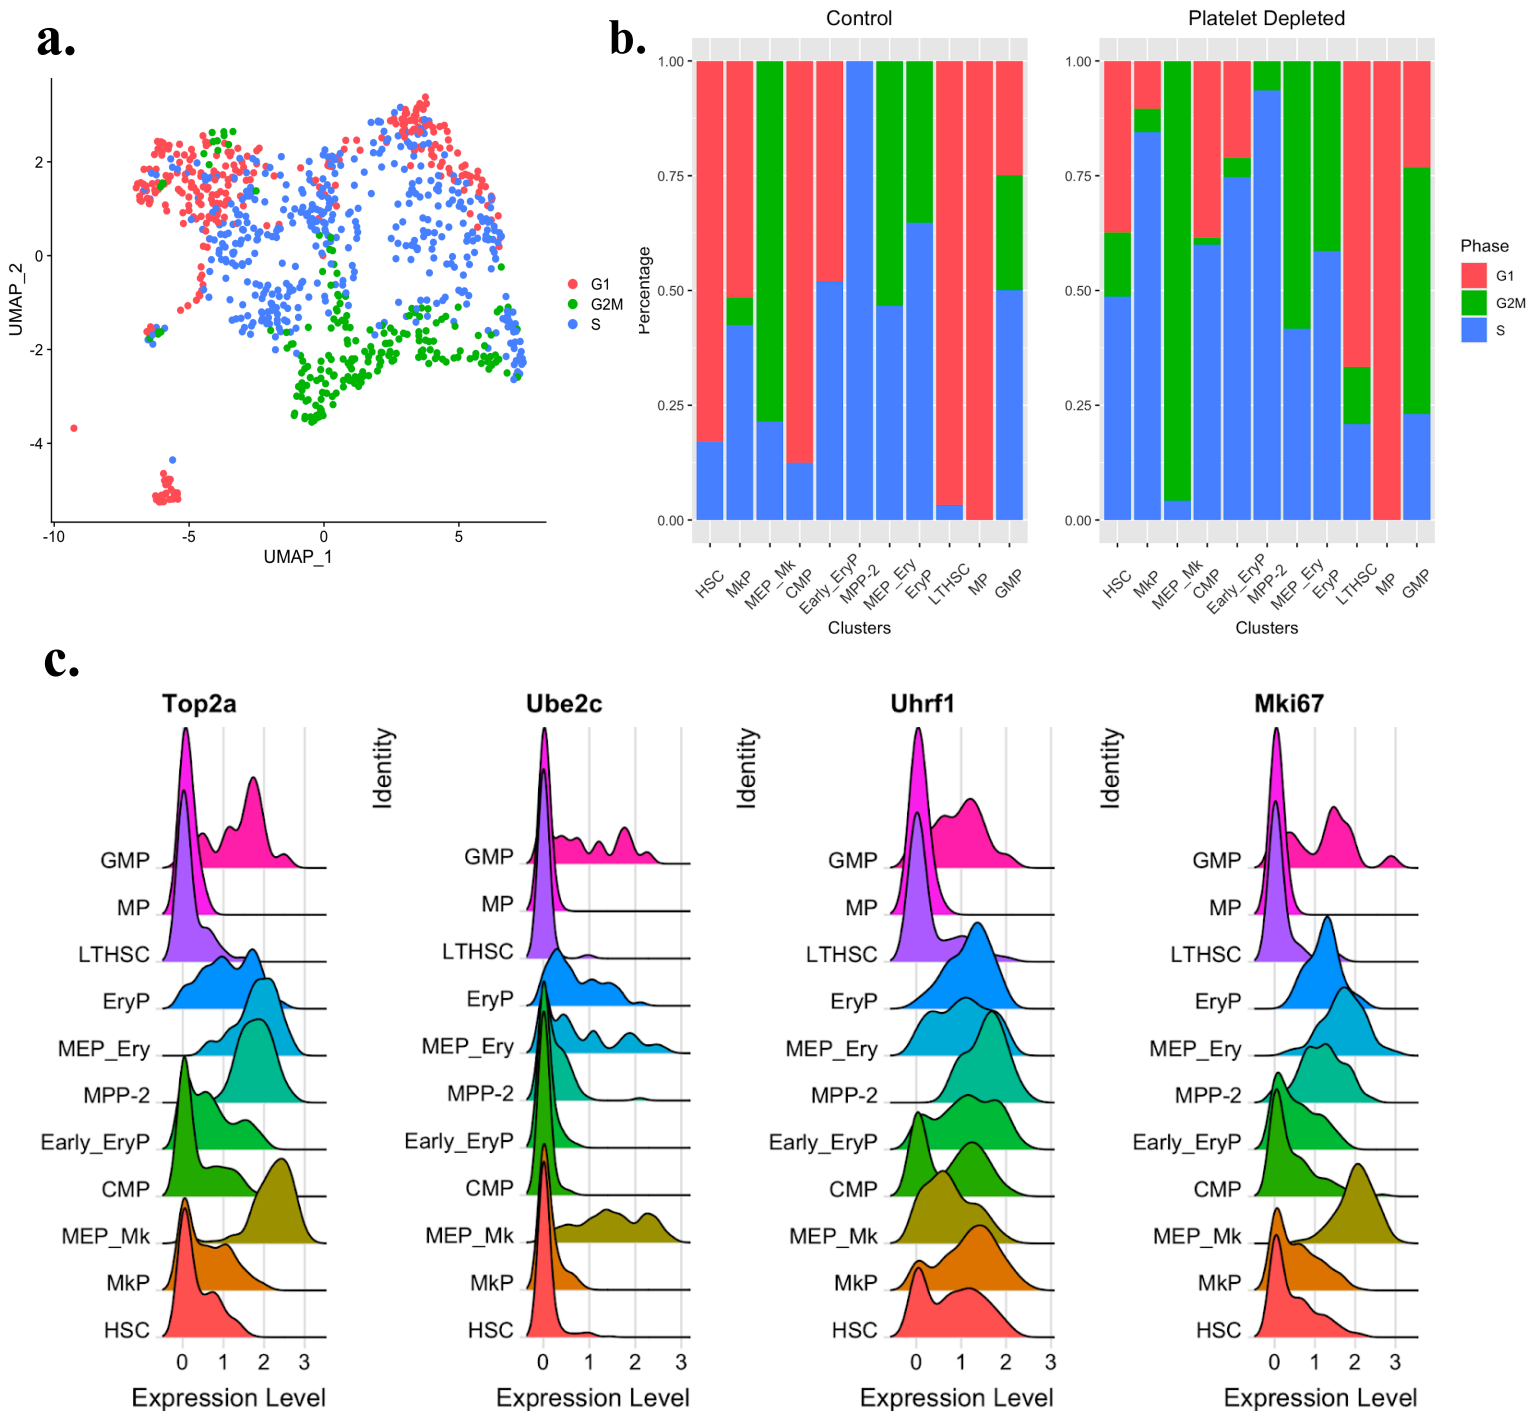 a.
2
0
-2
-4
UMAP_2
-10
-5
0
5
UMAP_1
G1
G2M
S
b.
Control
1.00
0.75
0.50
0.25
0.00
Percentage
HSC
MkP
MEP_Mk
CMP
Early_EryP
MPP-2
MEP_Ery
EryP
LTHSC
MP
GMP
Clusters
Platelet Depleted
1.00
0.75
0.50
0.25
0.00
HSC
MkP
MEP_Mk
CMP
Early_EryP
MPP-2
MEP_Ery
EryP
LTHSC
MP
GMP
Clusters
Phase
G1
G2M
S
c.
Top2a
GMP
MP
LTHSC
EryP
MEP_Ery
MPP-2
Early_EryP
CMP
MEP_Mk
MkP
HSC
0 1 2 3
Expression Level
Identity
Ube2c
GMP
MP
LTHSC
EryP
MEP_Ery
MPP-2
Early_EryP
CMP
MEP_Mk
MkP
HSC
0 1 2 3
Expression Level
Identity
Uhrf1
GMP
MP
LTHSC
EryP
MEP_Ery
MPP-2
Early_EryP
CMP
MEP_Mk
MkP
HSC
0 1 2 3
Expression Level
Identity
Mki67
GMP
MP
LTHSC
EryP
MEP_Ery
MPP-2
Early_EryP
CMP
MEP_Mk
MkP
HSC
0 1 2 3
Expression Level